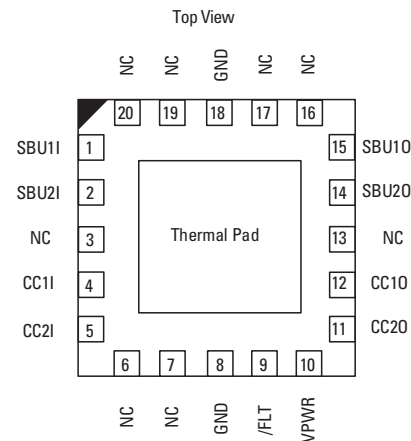 Top View
NC NC GND NC NC
20 19 18 17 16
SBU1I 1 15 SBU1O
SBU2I 2 14 SBU2O
NC 3 Thermal Pad 13 NC
CC1I 4 12 CC1O
CC2I 5 11 CC2O
6 7 8 9 10
NC NC GND /FLT VPWR